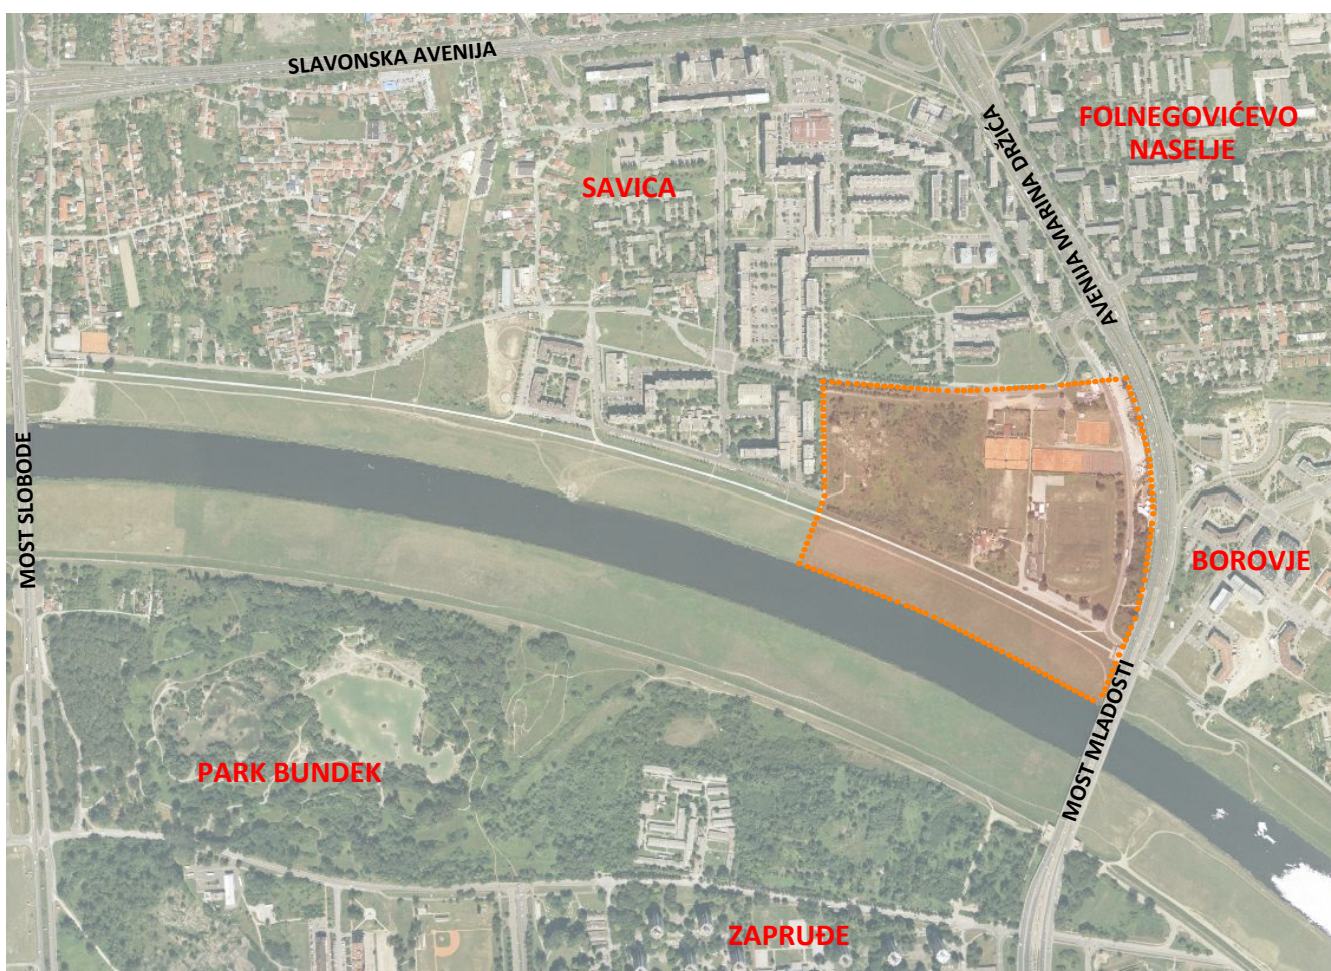 SLAVONSKA AVENIJA
FOLNEGOVIĆEVO
NASELJE
AVENIJA MARINA DRŽIĆA
SAVICA
MOST SLOBODE
BOROVJE
MOST MLADOSTI
PARK BUNDEK
ZAPRUĐE